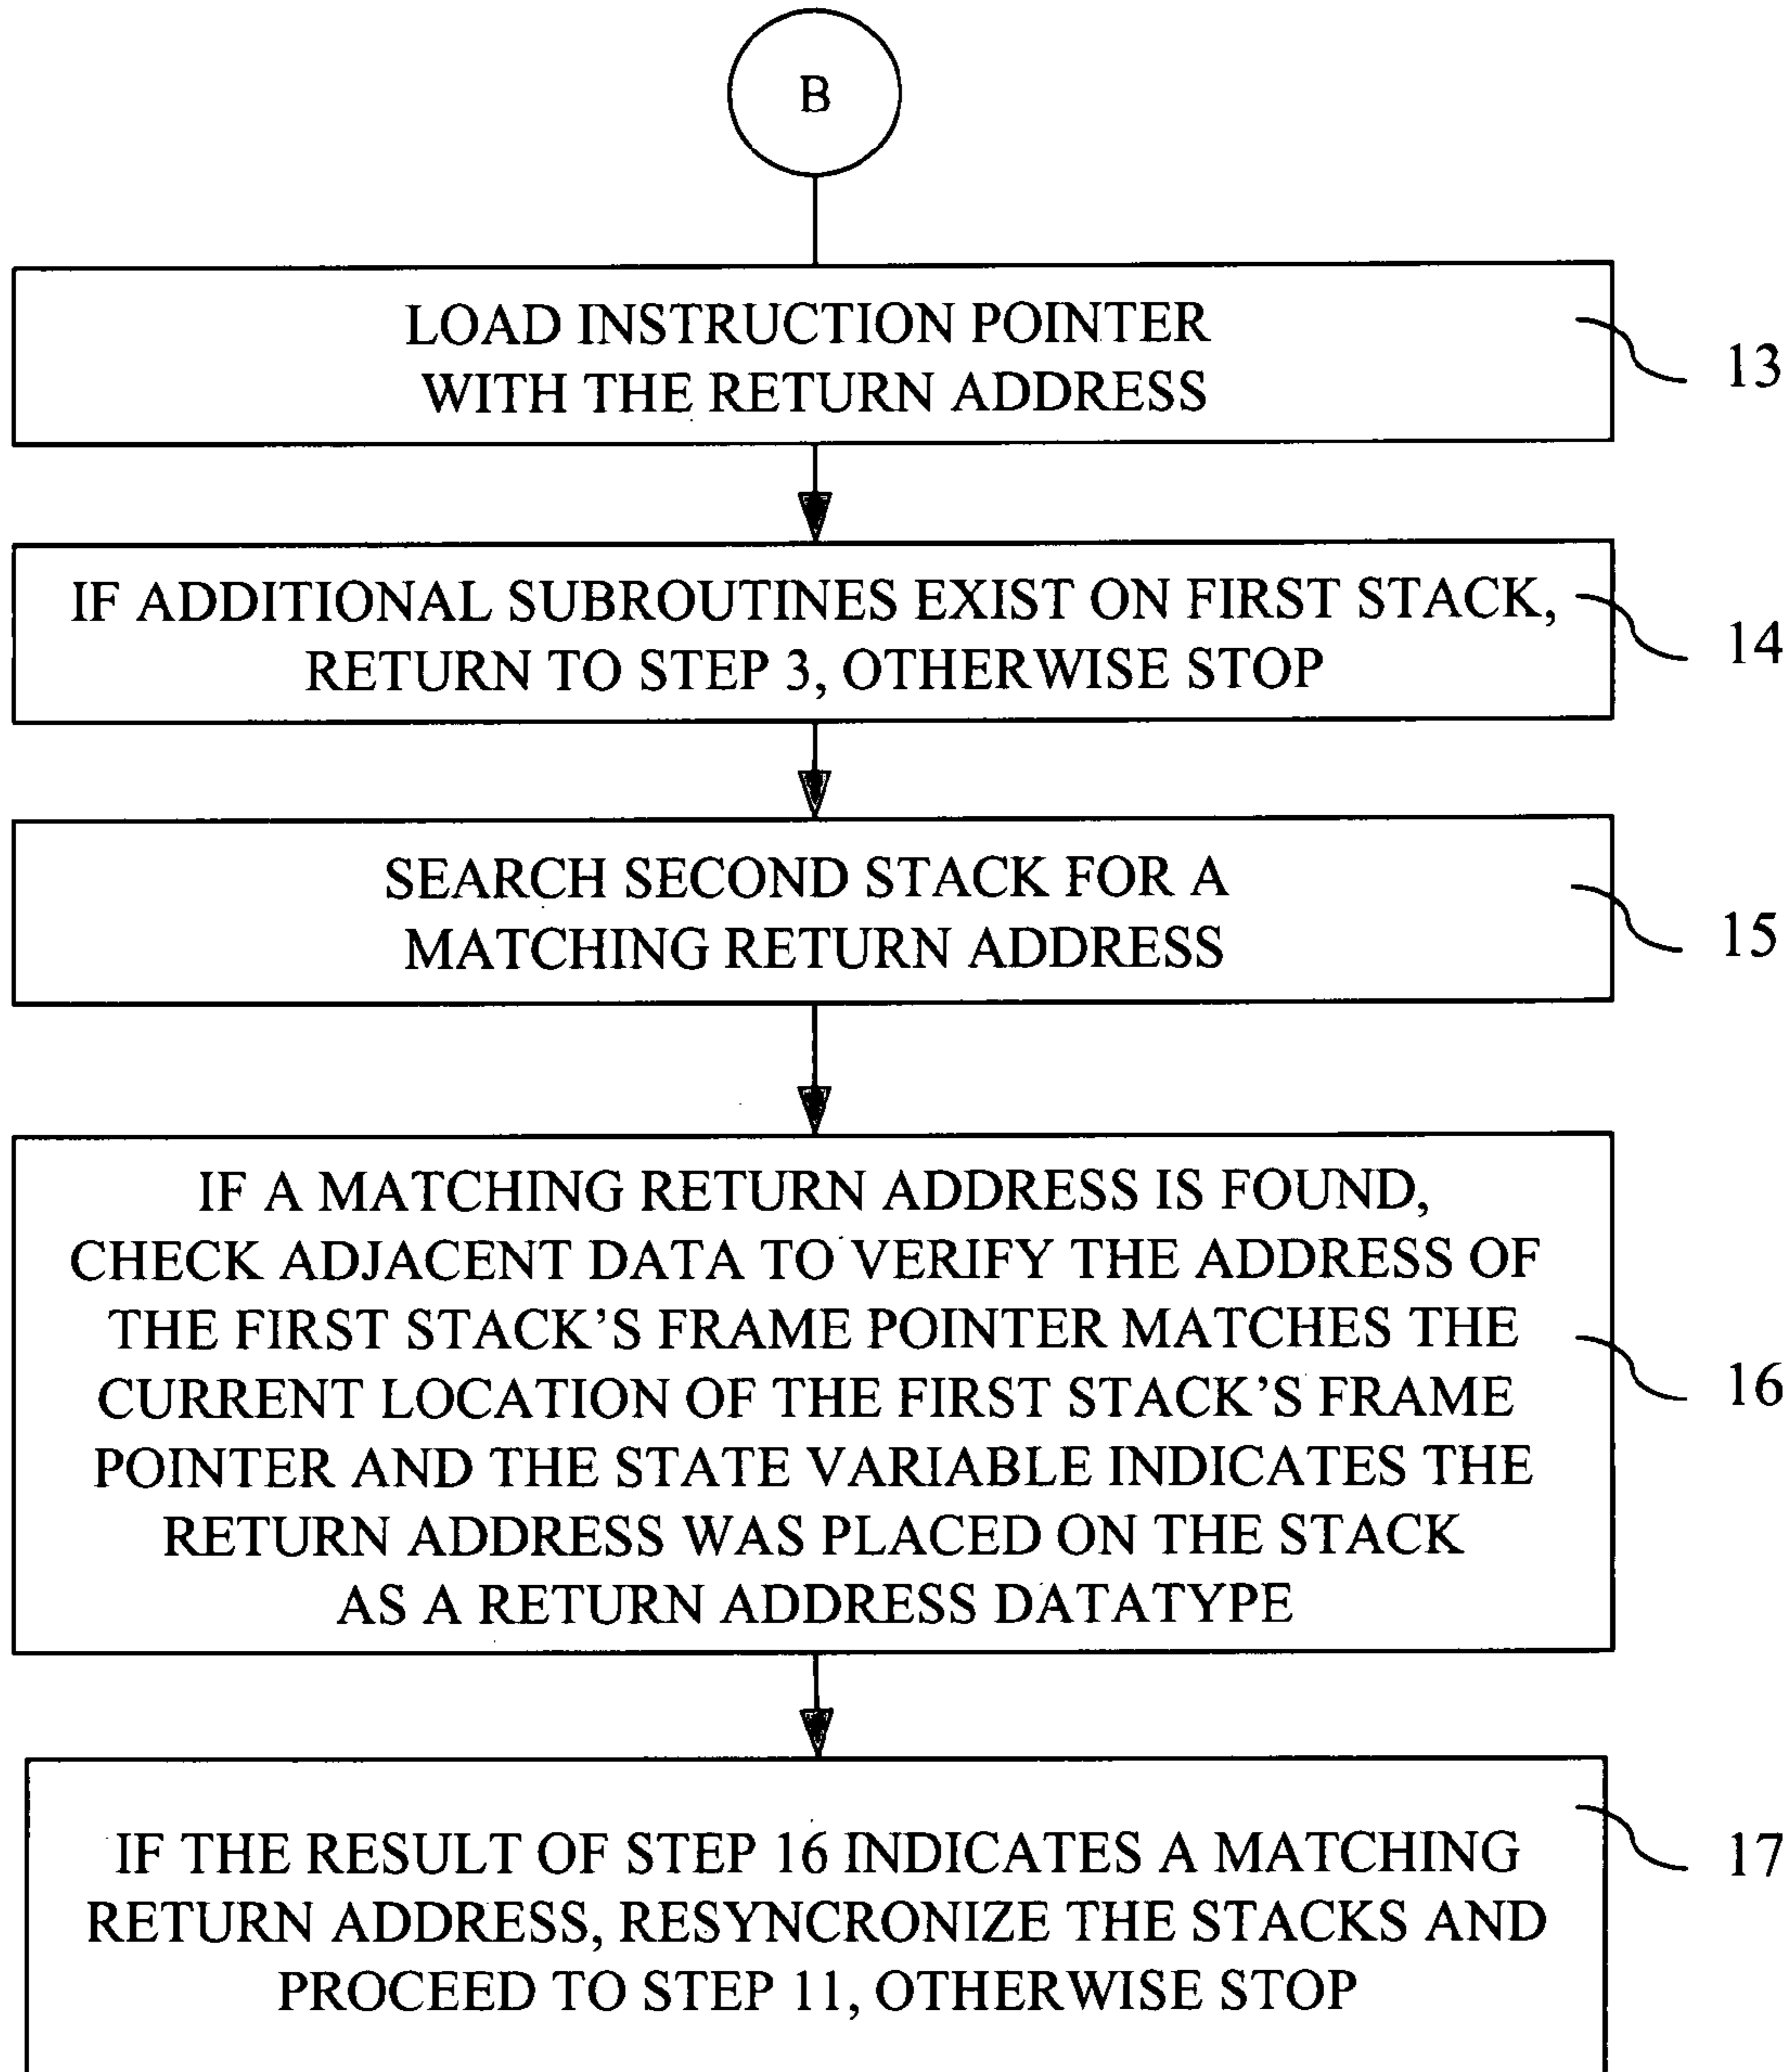 B
LOAD INSTRUCTION POINTER
WITH THE RETURN ADDRESS
13
IF ADDITIONAL SUBROUTINES EXIST ON FIRST STACK,
RETURN TO STEP 3, OTHERWISE STOP
14
SEARCH SECOND STACK FOR A
MATCHING RETURN ADDRESS
15
IF A MATCHING RETURN ADDRESS IS FOUND,
CHECK ADJACENT DATA TO VERIFY THE ADDRESS OF
THE FIRST STACK'S FRAME POINTER MATCHES THE
CURRENT LOCATION OF THE FIRST STACK'S FRAME
POINTER AND THE STATE VARIABLE INDICATES THE
RETURN ADDRESS WAS PLACED ON THE STACK
AS A RETURN ADDRESS DATATYPE
16
IF THE RESULT OF STEP 16 INDICATES A MATCHING
RETURN ADDRESS, RESYNCRONIZE THE STACKS AND
PROCEED TO STEP 11, OTHERWISE STOP
17